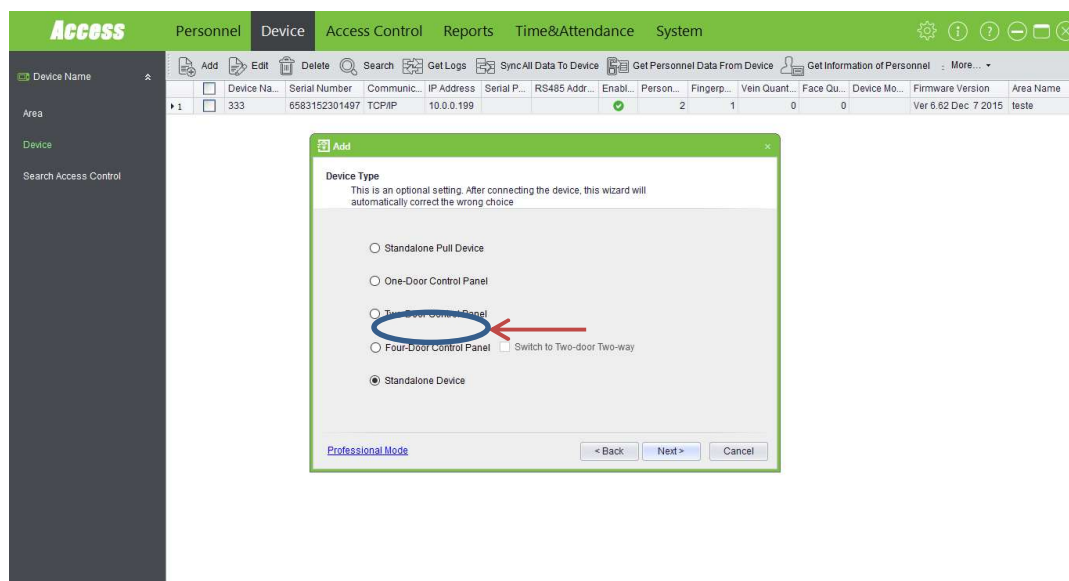 Access Personnel Device Access Control Reports Time&Attendance System
Device Name
Area
Device
Search Access Control
Add Edit Delete Search Get Logs Sync All Data To Device Get Personnel Data From Device Get Information of Personnel More...
Device Na... Serial Number Communic... IP Address Serial P... RS485 Addr... Enabl... Person... Fingerp... Vein Quant... Face Qu... Device Mo... Firmware Version Area Name
1 333 6583152301497 TCP/IP 10.0.0.199 2 1 0 0 Ver 6.62 Dec 7 2015 teste
Add
Device Type
This is an optional setting. After connecting the device, this wizard will
automatically correct the wrong choice
Standalone Pull Device
One-Door Control Panel
Two-Door Control Panel
Four-Door Control Panel Switch to Two-door Two-way
Standalone Device
Professional Mode < Back Next > Cancel